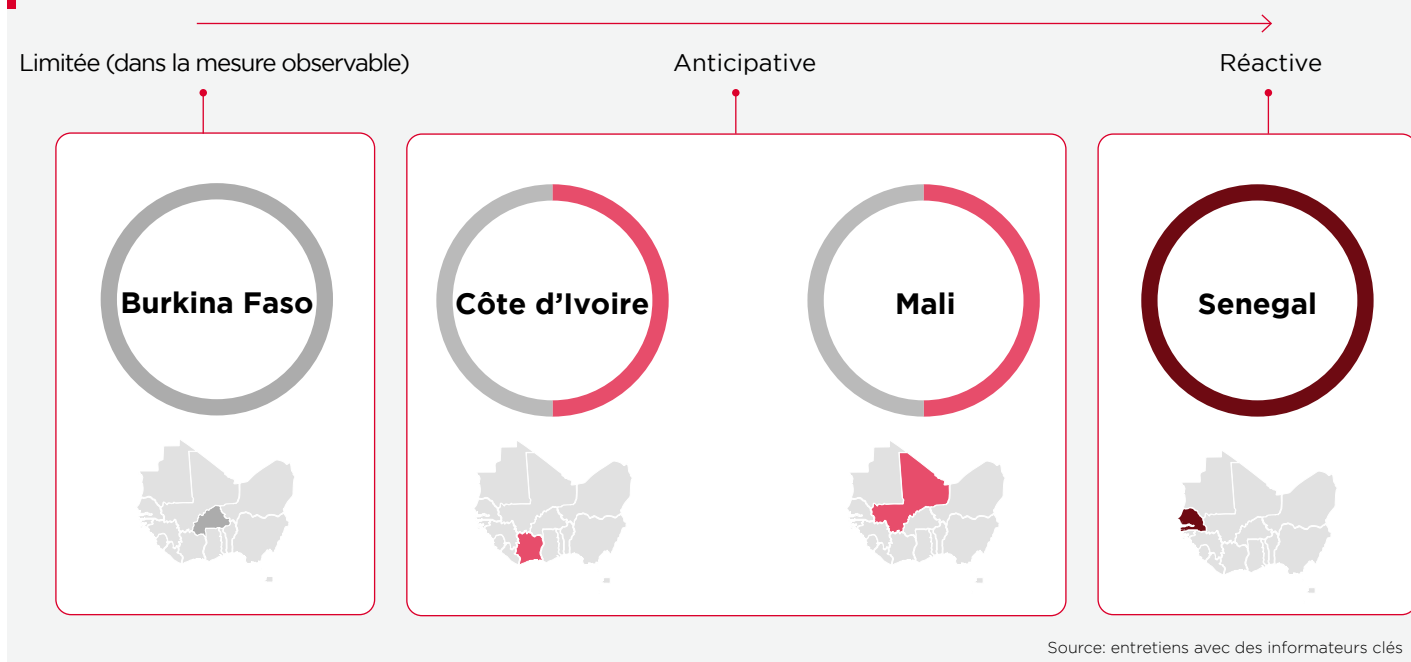 Limitée (dans la mesure observable)
Anticipative
Réactive
Burkina Faso
Côte d’Ivoire
Mali
Senegal
Source: entretiens avec des informateurs clés